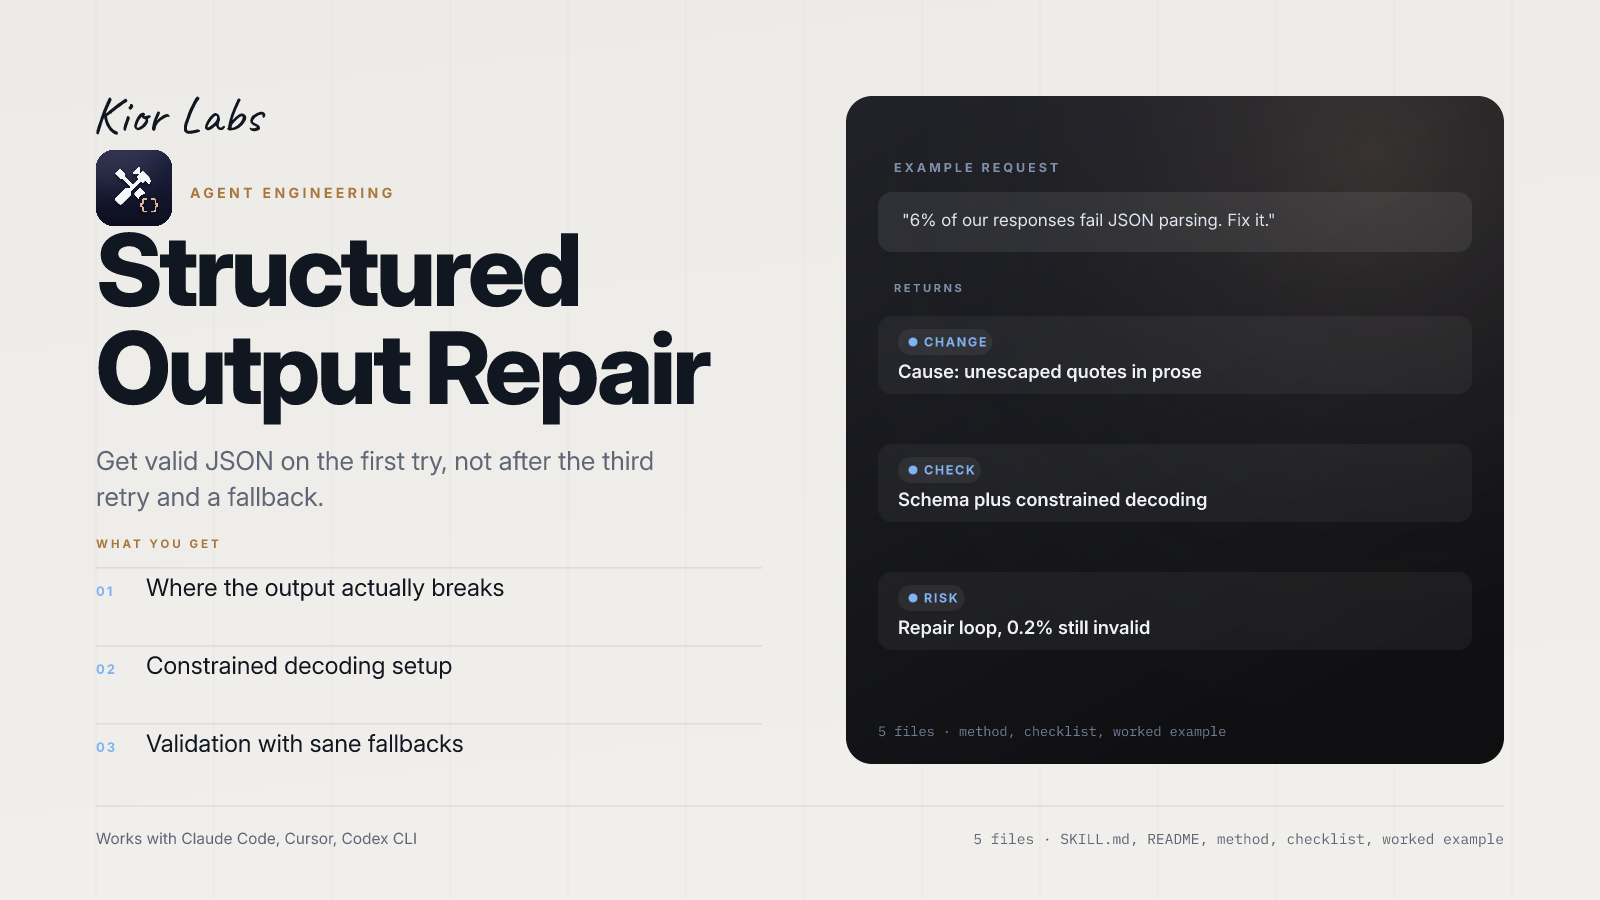 Kior Labs
{}
AGENT ENGINEERING
Structured
Output Repair
Get valid JSON on the first try, not after the third
retry and a fallback.
WHAT YOU GET
01 Where the output actually breaks
02 Constrained decoding setup
03 Validation with sane fallbacks
EXAMPLE REQUEST
"6% of our responses fail JSON parsing. Fix it."
RETURNS
CHANGE
Cause: unescaped quotes in prose
CHECK
Schema plus constrained decoding
RISK
Repair loop, 0.2% still invalid
5 files · method, checklist, worked example
Works with Claude Code, Cursor, Codex CLI
5 files · SKILL.md, README, method, checklist, worked example